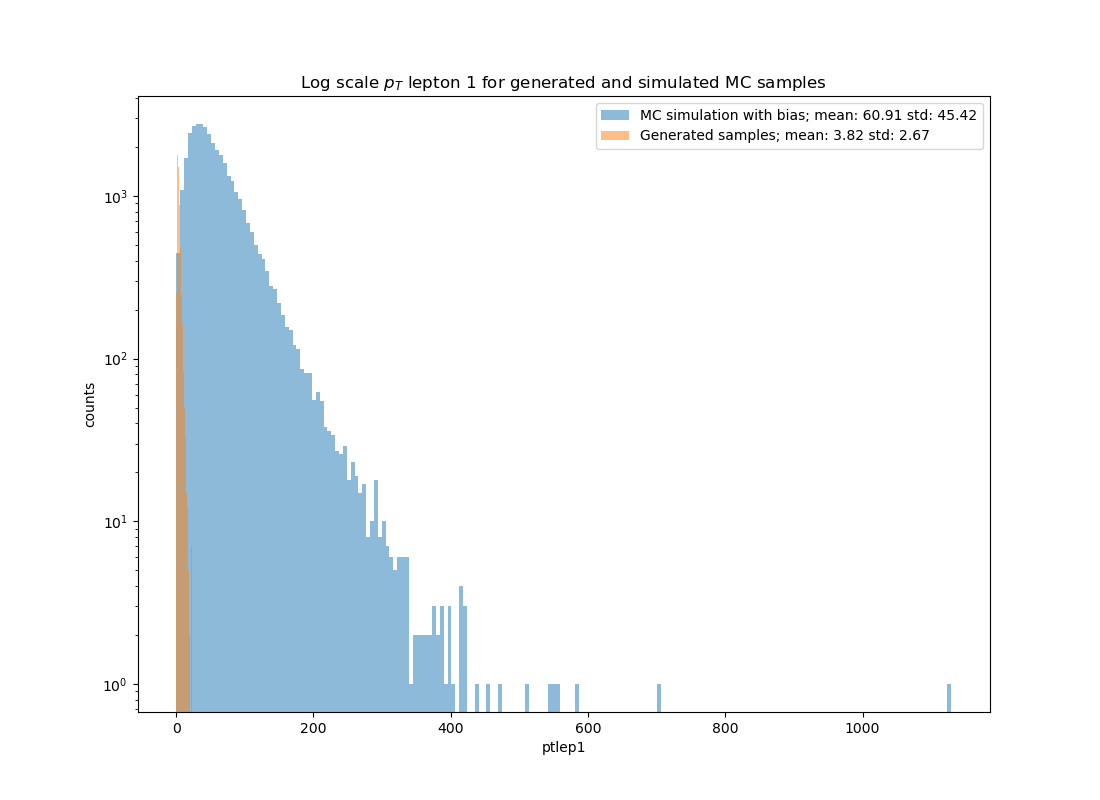 Log scale $p_T$ lepton 1 for generated and simulated MC samples
MC simulation with bias; mean: 60.91 std: 45.42
Generated samples; mean: 3.82 std: 2.67
counts
10³
10²
10¹
10⁰
0 200 400 600 800 1000
ptlep1